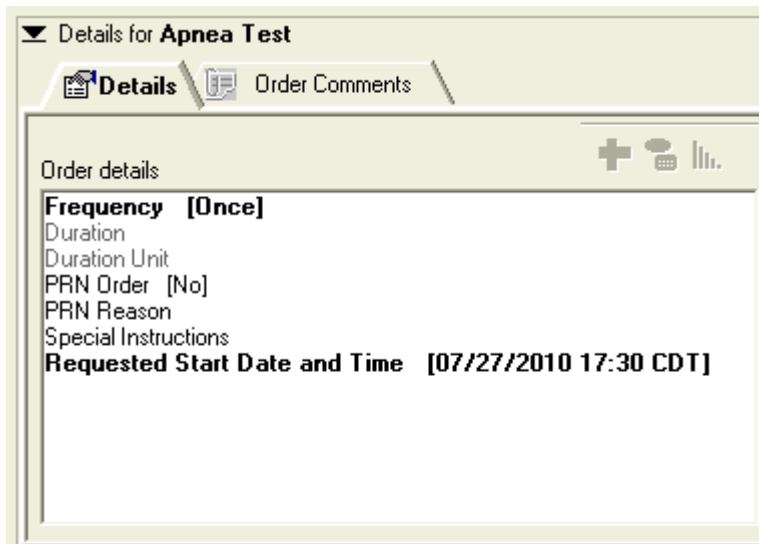 Details for Apnea Test
Details Order Comments
Order details
Frequency [Once]
Duration
Duration Unit
PRN Order [No]
PRN Reason
Special Instructions
Requested Start Date and Time [07/27/2010 17:30 CDT]